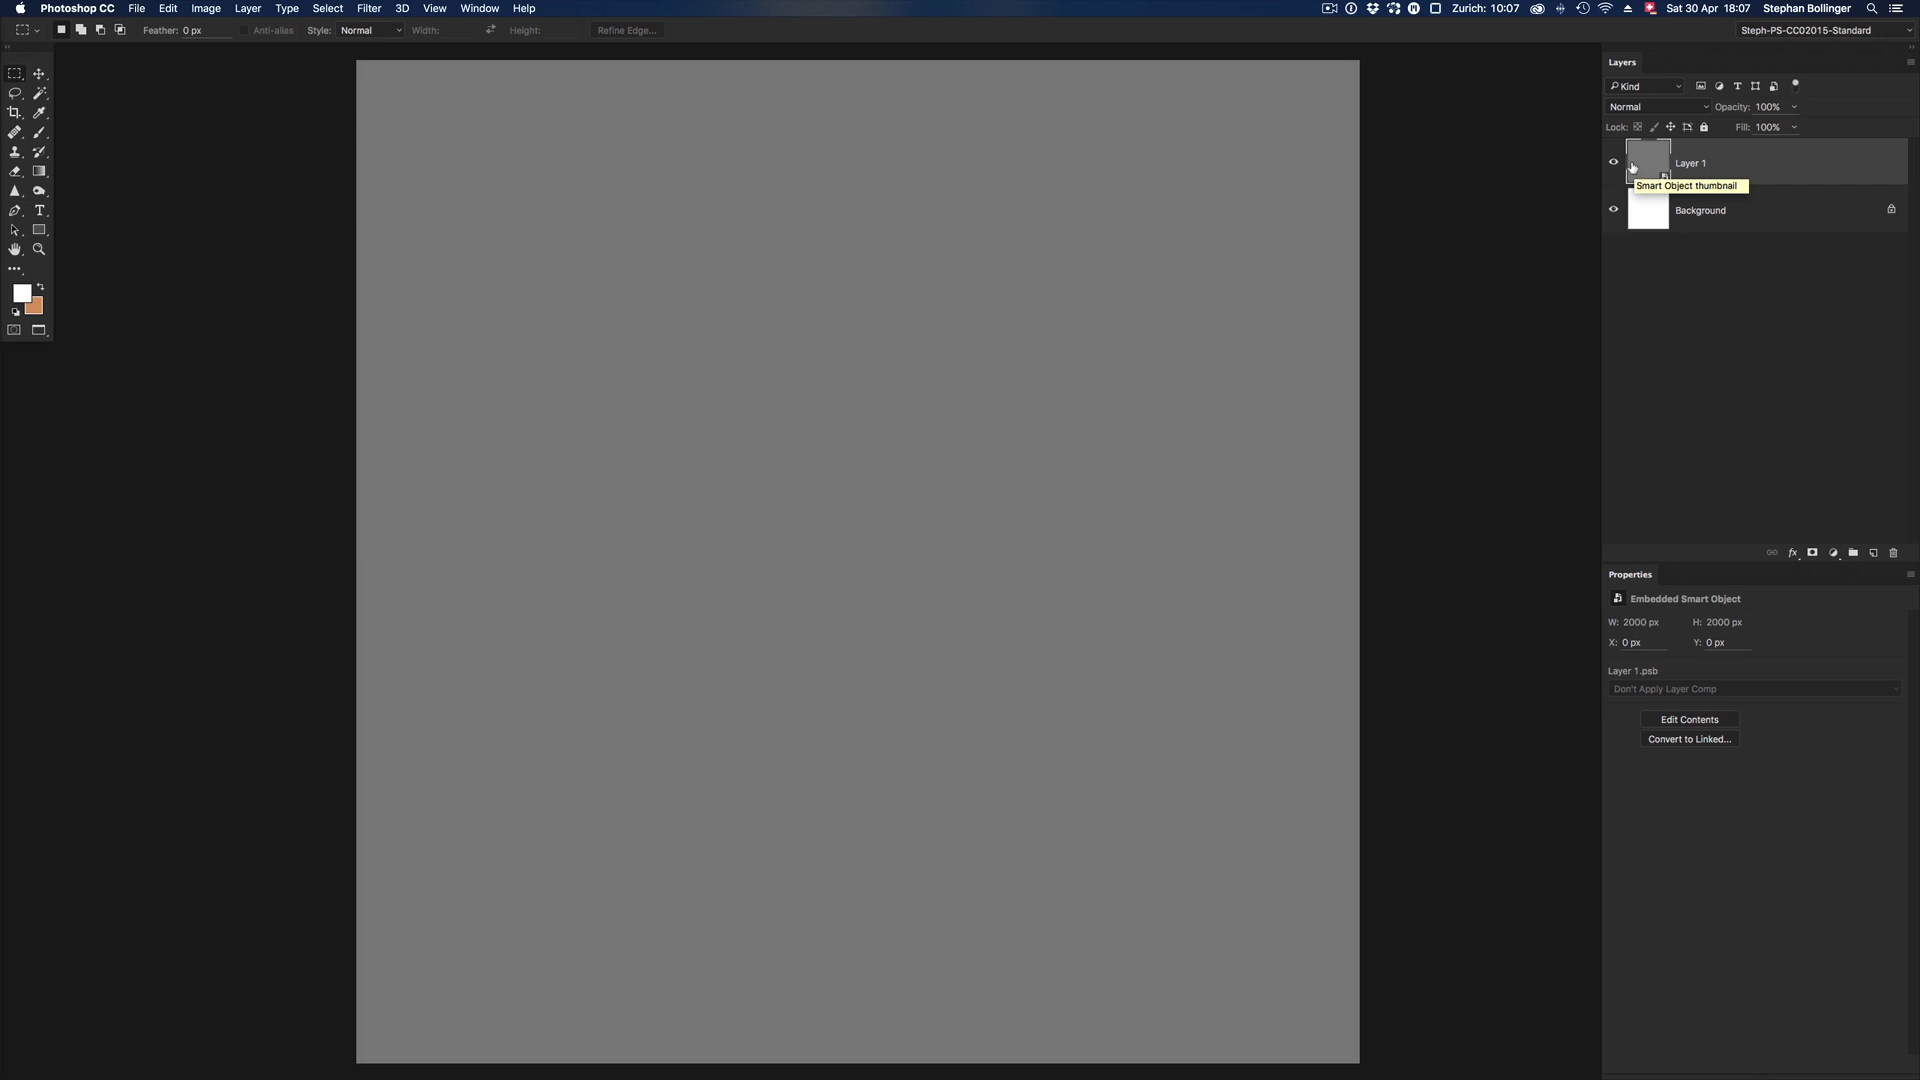 Photoshop CC File Edit Image Layer Type Select Filter 3D View Window Help Zurich: 10:07 Sat 30 Apr 18:07 Stephan Bollinger
Feather: 0 px Anti-alias Style: Normal Width: Height: Refine Edge... Steph-PS-CC02015-Standard
Layers
Kind
Normal Opacity: 100%
Lock: Fill: 100%
Layer 1
Smart Object thumbnail
Background
fx
Properties
Embedded Smart Object
W: 2000 px H: 2000 px
X: 0 px Y: 0 px
Layer 1.psb
Don't Apply Layer Comp
Edit Contents
Convert to Linked...